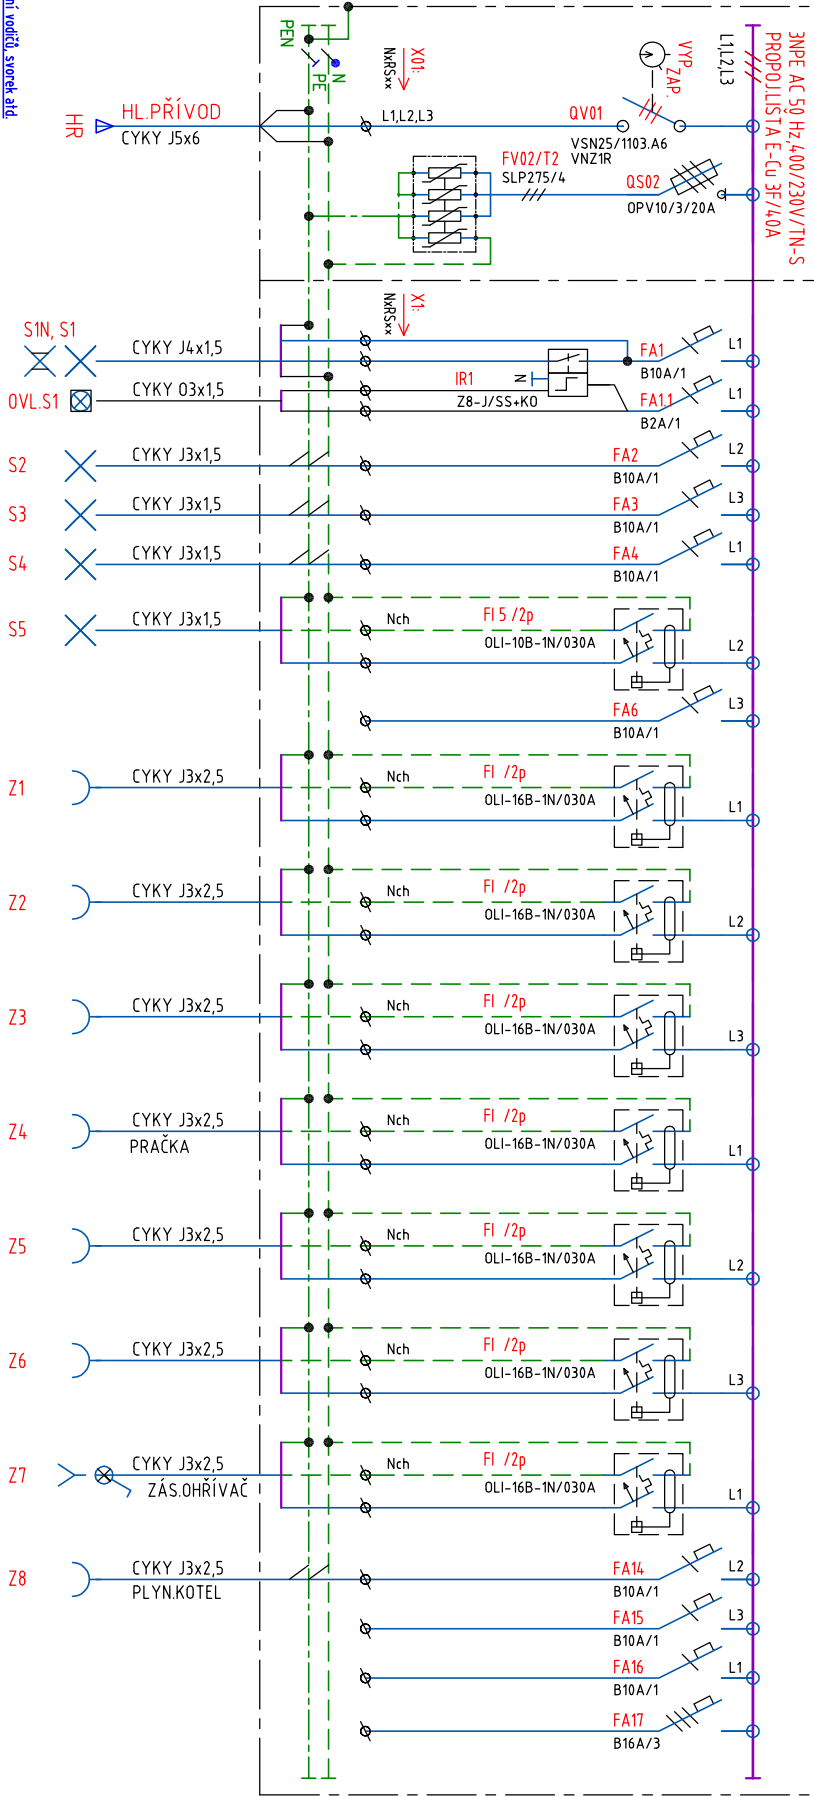 ní vodičů, svorek atd.
3NPE AC 50 Hz,400/230V/TN-S
PROPOJ.LIŠTA E-Cu 3F/40A
L1,L2,L3
VYP.
ZAP.
PEN
PE
N
X01:
NxRS××
HR
HL.PŘÍVOD
CYKY J5x6
L1,L2,L3
QV01
VSN25/1103.A6
VNZ1R
FV02/T2
SLP275/4
QS02
OPV10/3/20A
X1:
NxRS××
S1N, S1
CYKY J4x1,5
FA1
B10A/1
L1
OVL.S1
CYKY O3x1,5
IR1
N
Z8-J/SS+KO
FA1.1
B2A/1
L1
S2
CYKY J3x1,5
FA2
B10A/1
L2
S3
CYKY J3x1,5
FA3
B10A/1
L3
S4
CYKY J3x1,5
FA4
B10A/1
L1
S5
CYKY J3x1,5
Nch
FI 5 /2p
OLI-10B-1N/030A
L2
FA6
B10A/1
L3
Z1
CYKY J3x2,5
Nch
FI /2p
OLI-16B-1N/030A
L1
Z2
CYKY J3x2,5
Nch
FI /2p
OLI-16B-1N/030A
L2
Z3
CYKY J3x2,5
Nch
FI /2p
OLI-16B-1N/030A
L3
Z4
CYKY J3x2,5
PRAČKA
Nch
FI /2p
OLI-16B-1N/030A
L1
Z5
CYKY J3x2,5
Nch
FI /2p
OLI-16B-1N/030A
L2
Z6
CYKY J3x2,5
Nch
FI /2p
OLI-16B-1N/030A
L3
Z7
CYKY J3x2,5
ZÁS.OHŘÍVAČ
Nch
FI /2p
OLI-16B-1N/030A
L1
Z8
CYKY J3x2,5
PLYN.KOTEL
FA14
B10A/1
L2
FA15
B10A/1
L3
FA16
B10A/1
L1
FA17
B16A/3